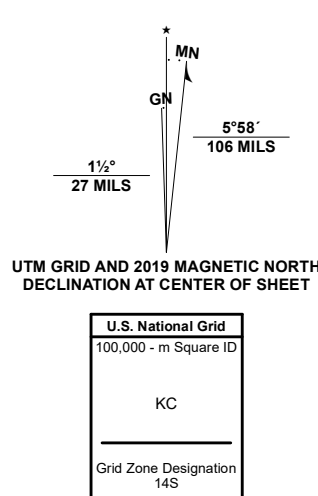 ★
MN
GN
5°58´
106 MILS
1½°
27 MILS
UTM GRID AND 2019 MAGNETIC NORTH
DECLINATION AT CENTER OF SHEET
U.S. National Grid
100,000 - m Square ID
KC
Grid Zone Designation
14S